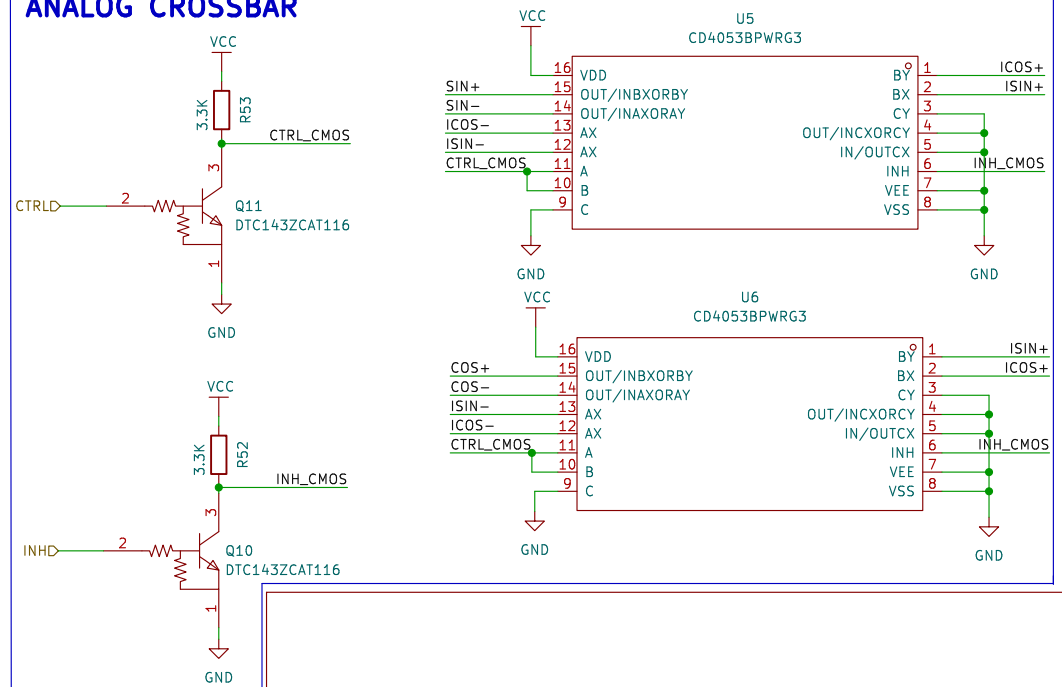 ANALOG CROSSBAR
VCC
3.3K
R53
CTRL_CMOS
3
CTRL
2
Q11
DTC143ZCAT116
1
GND
VCC
3.3K
R52
INH_CMOS
3
INH
2
Q10
DTC143ZCAT116
1
GND
VCC
U5
CD4053BPWRG3
16 VDD
SIN+ 15 OUT/INBXORBY
SIN- 14 OUT/INAXORAY
ICOS- 13 AX
ISIN- 12 AX
CTRL_CMOS 11 A
10 B
9 C
GND
BY 1 ICOS+
BX 2 ISIN+
CY 3
OUT/INCXORCY 4
IN/OUTCX 5
INH 6 INH_CMOS
VEE 7
VSS 8
GND
VCC
U6
CD4053BPWRG3
16 VDD
COS+ 15 OUT/INBXORBY
COS- 14 OUT/INAXORAY
ISIN- 13 AX
ICOS- 12 AX
CTRL_CMOS 11 A
10 B
9 C
GND
BY 1 ISIN+
BX 2 ICOS+
CY 3
OUT/INCXORCY 4
IN/OUTCX 5
INH 6 INH_CMOS
VEE 7
VSS 8
GND